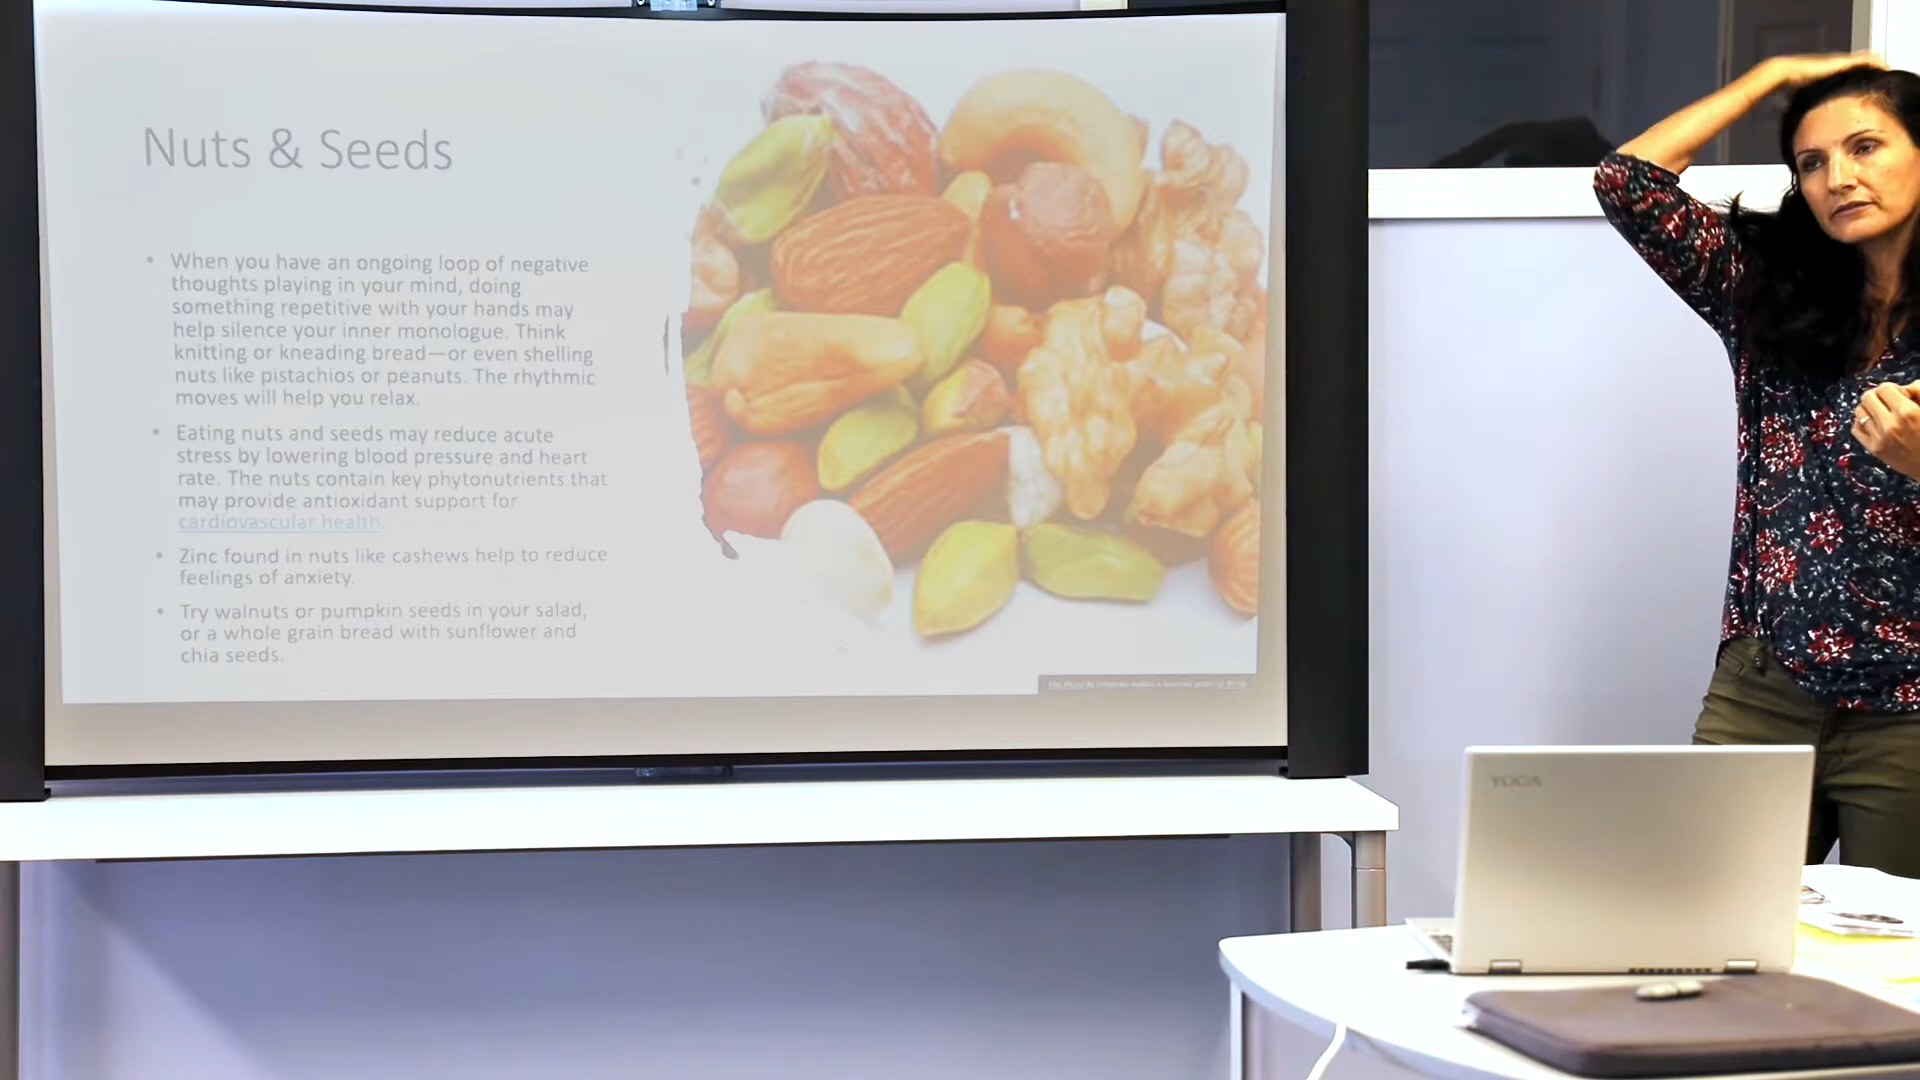 Nuts & Seeds
• When you have an ongoing loop of negative
thoughts playing in your mind, doing
something repetitive with your hands may
help silence your inner monologue. Think
knitting or kneading bread—or even shelling
nuts like pistachios or peanuts. The rhythmic
moves will help you relax.
• Eating nuts and seeds may reduce acute
stress by lowering blood pressure and heart
rate. The nuts contain key phytonutrients that
may provide antioxidant support for
cardiovascular health.
• Zinc found in nuts like cashews help to reduce
feelings of anxiety.
• Try walnuts or pumpkin seeds in your salad,
or a whole grain bread with sunflower and
chia seeds.
YOGA